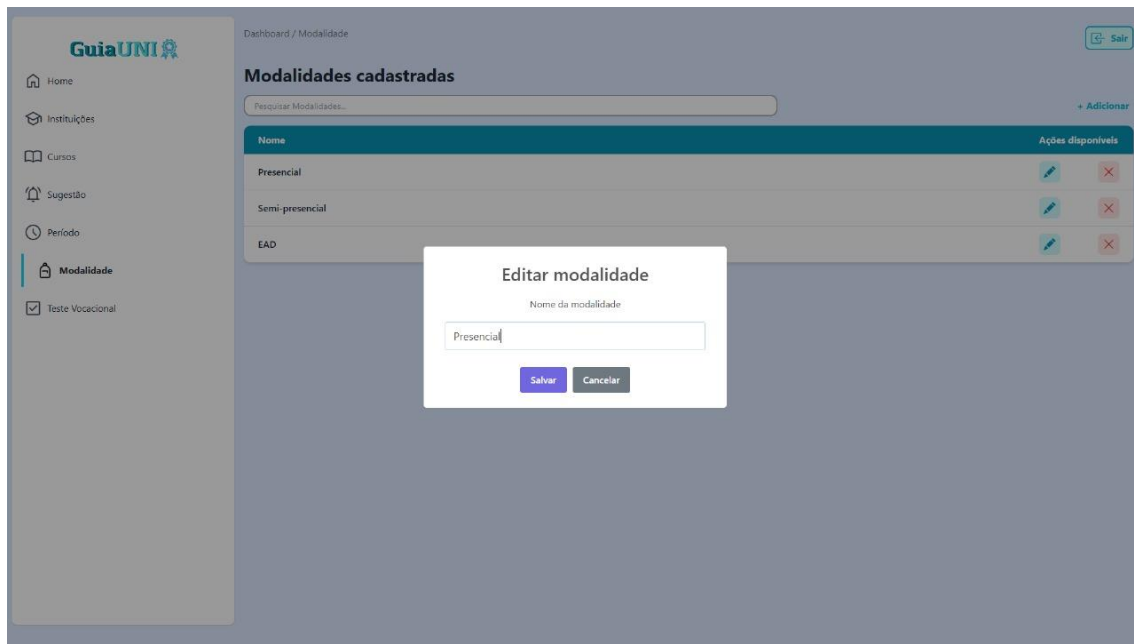 GuiaUNI
Home
Instituições
Cursos
Sugestão
Período
Modalidade
Teste Vocacional
Dashboard / Modalidade
Sair
Modalidades cadastradas
Pesquisar Modalidades...
+ Adicionar
Nome Ações disponíveis
Presencial
Semi-presencial
EAD
Editar modalidade
Nome da modalidade
Presencial
Salvar Cancelar